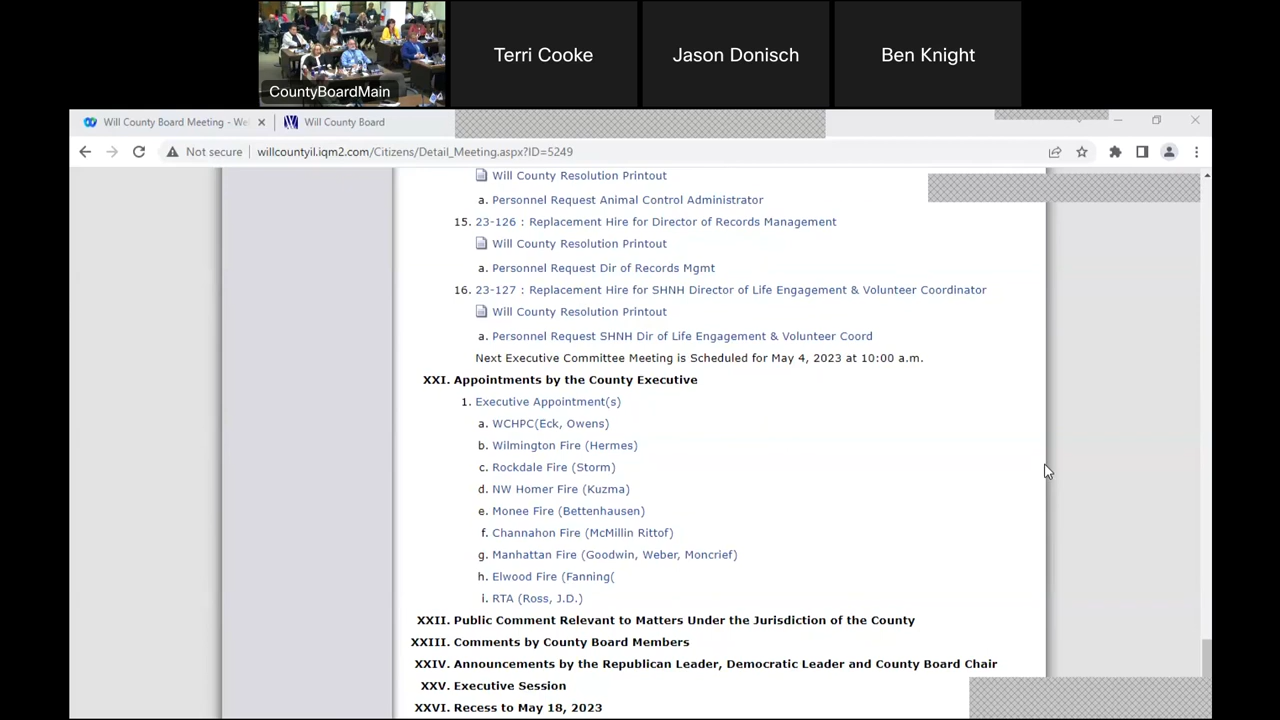 CountyBoardMain
Terri Cooke
Jason Donisch
Ben Knight
Will County Board Meeting - We
Will County Board
Not secure
willcountyil.iqm2.com/Citizens/Detail_Meeting.aspx?ID=5249
Will County Resolution Printout
a. Personnel Request Animal Control Administrator
15. 23-126 : Replacement Hire for Director of Records Management
Will County Resolution Printout
a. Personnel Request Dir of Records Mgmt
16. 23-127 : Replacement Hire for SHNH Director of Life Engagement & Volunteer Coordinator
Will County Resolution Printout
a. Personnel Request SHNH Dir of Life Engagement & Volunteer Coord
Next Executive Committee Meeting is Scheduled for May 4, 2023 at 10:00 a.m.
XXI. Appointments by the County Executive
1. Executive Appointment(s)
a. WCHPC(Eck, Owens)
b. Wilmington Fire (Hermes)
c. Rockdale Fire (Storm)
d. NW Homer Fire (Kuzma)
e. Monee Fire (Bettenhausen)
f. Channahon Fire (McMillin Rittof)
g. Manhattan Fire (Goodwin, Weber, Moncrief)
h. Elwood Fire (Fanning(
i. RTA (Ross, J.D.)
XXII. Public Comment Relevant to Matters Under the Jurisdiction of the County
XXIII. Comments by County Board Members
XXIV. Announcements by the Republican Leader, Democratic Leader and County Board Chair
XXV. Executive Session
XXVI. Recess to May 18, 2023